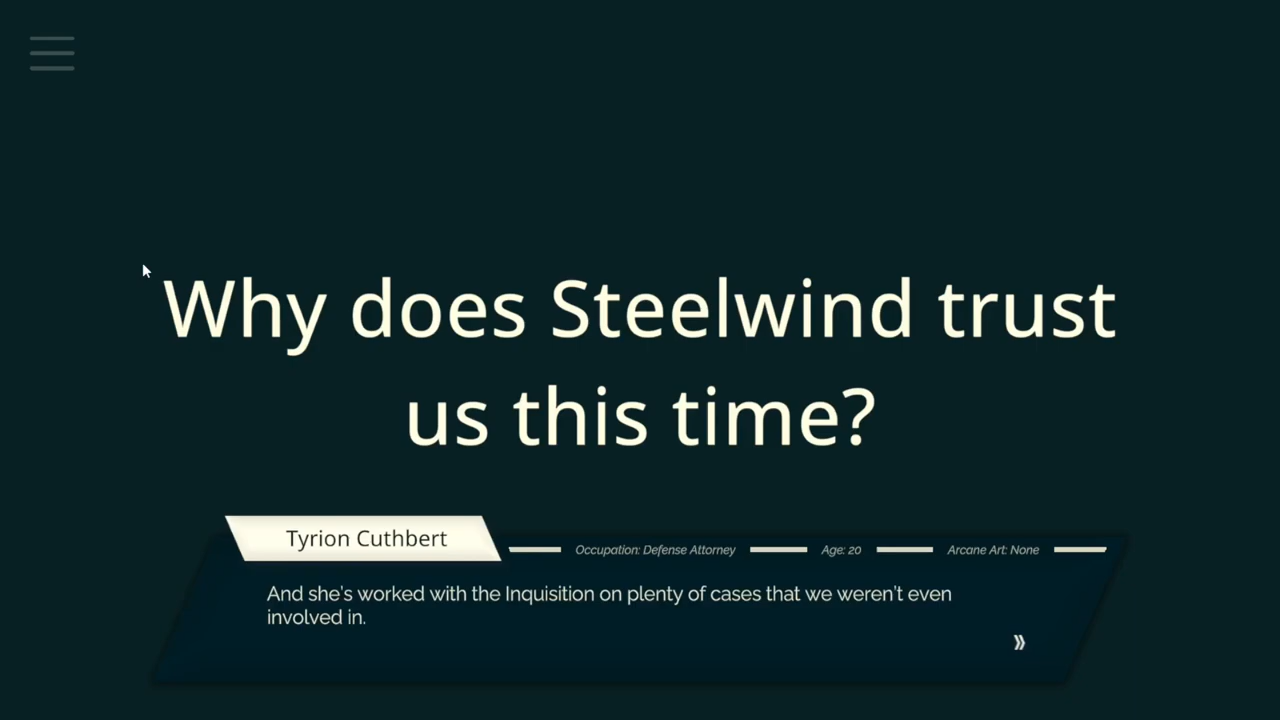 Why does Steelwind trust
us this time?
Tyrion Cuthbert
Occupation: Defense Attorney
Age: 20
Arcane Art: None
And she's worked with the Inquisition on plenty of cases that we weren't even
involved in.